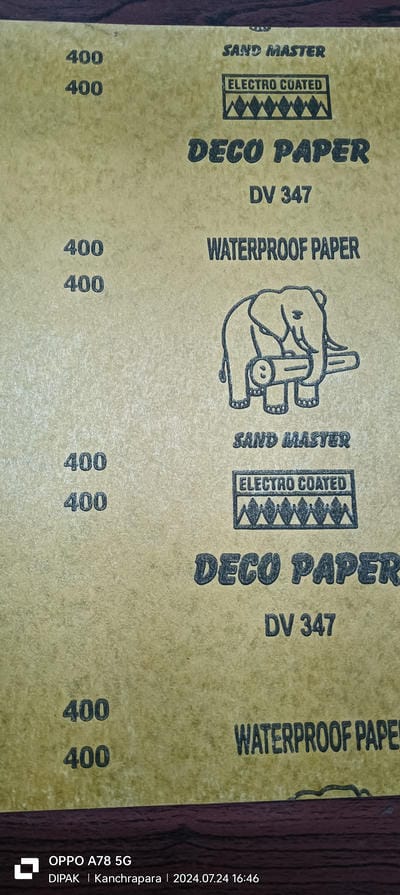 400 SAND MASTER
400 ELECTRO COATED
DECO PAPER
DV 347
400 WATERPROOF PAPER
400
SAND MASTER
400 ELECTRO COATED
400
DECO PAPER
DV 347
400 WATERPROOF PAPE
400
OPPO A78 5G
DIPAK | Kanchrapara | 2024.07.24 16:46